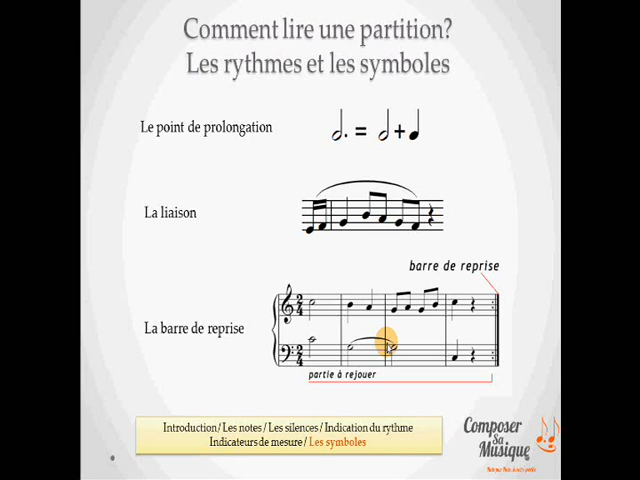 Comment lire une partition?
Les rythmes et les symboles
Le point de prolongation
La liaison
barre de reprise
La barre de reprise
partie à rejouer
Introduction / Les notes / Les silences / Indication du rythme
Indicateurs de mesure / Les symboles
Composer
Sa
Musique